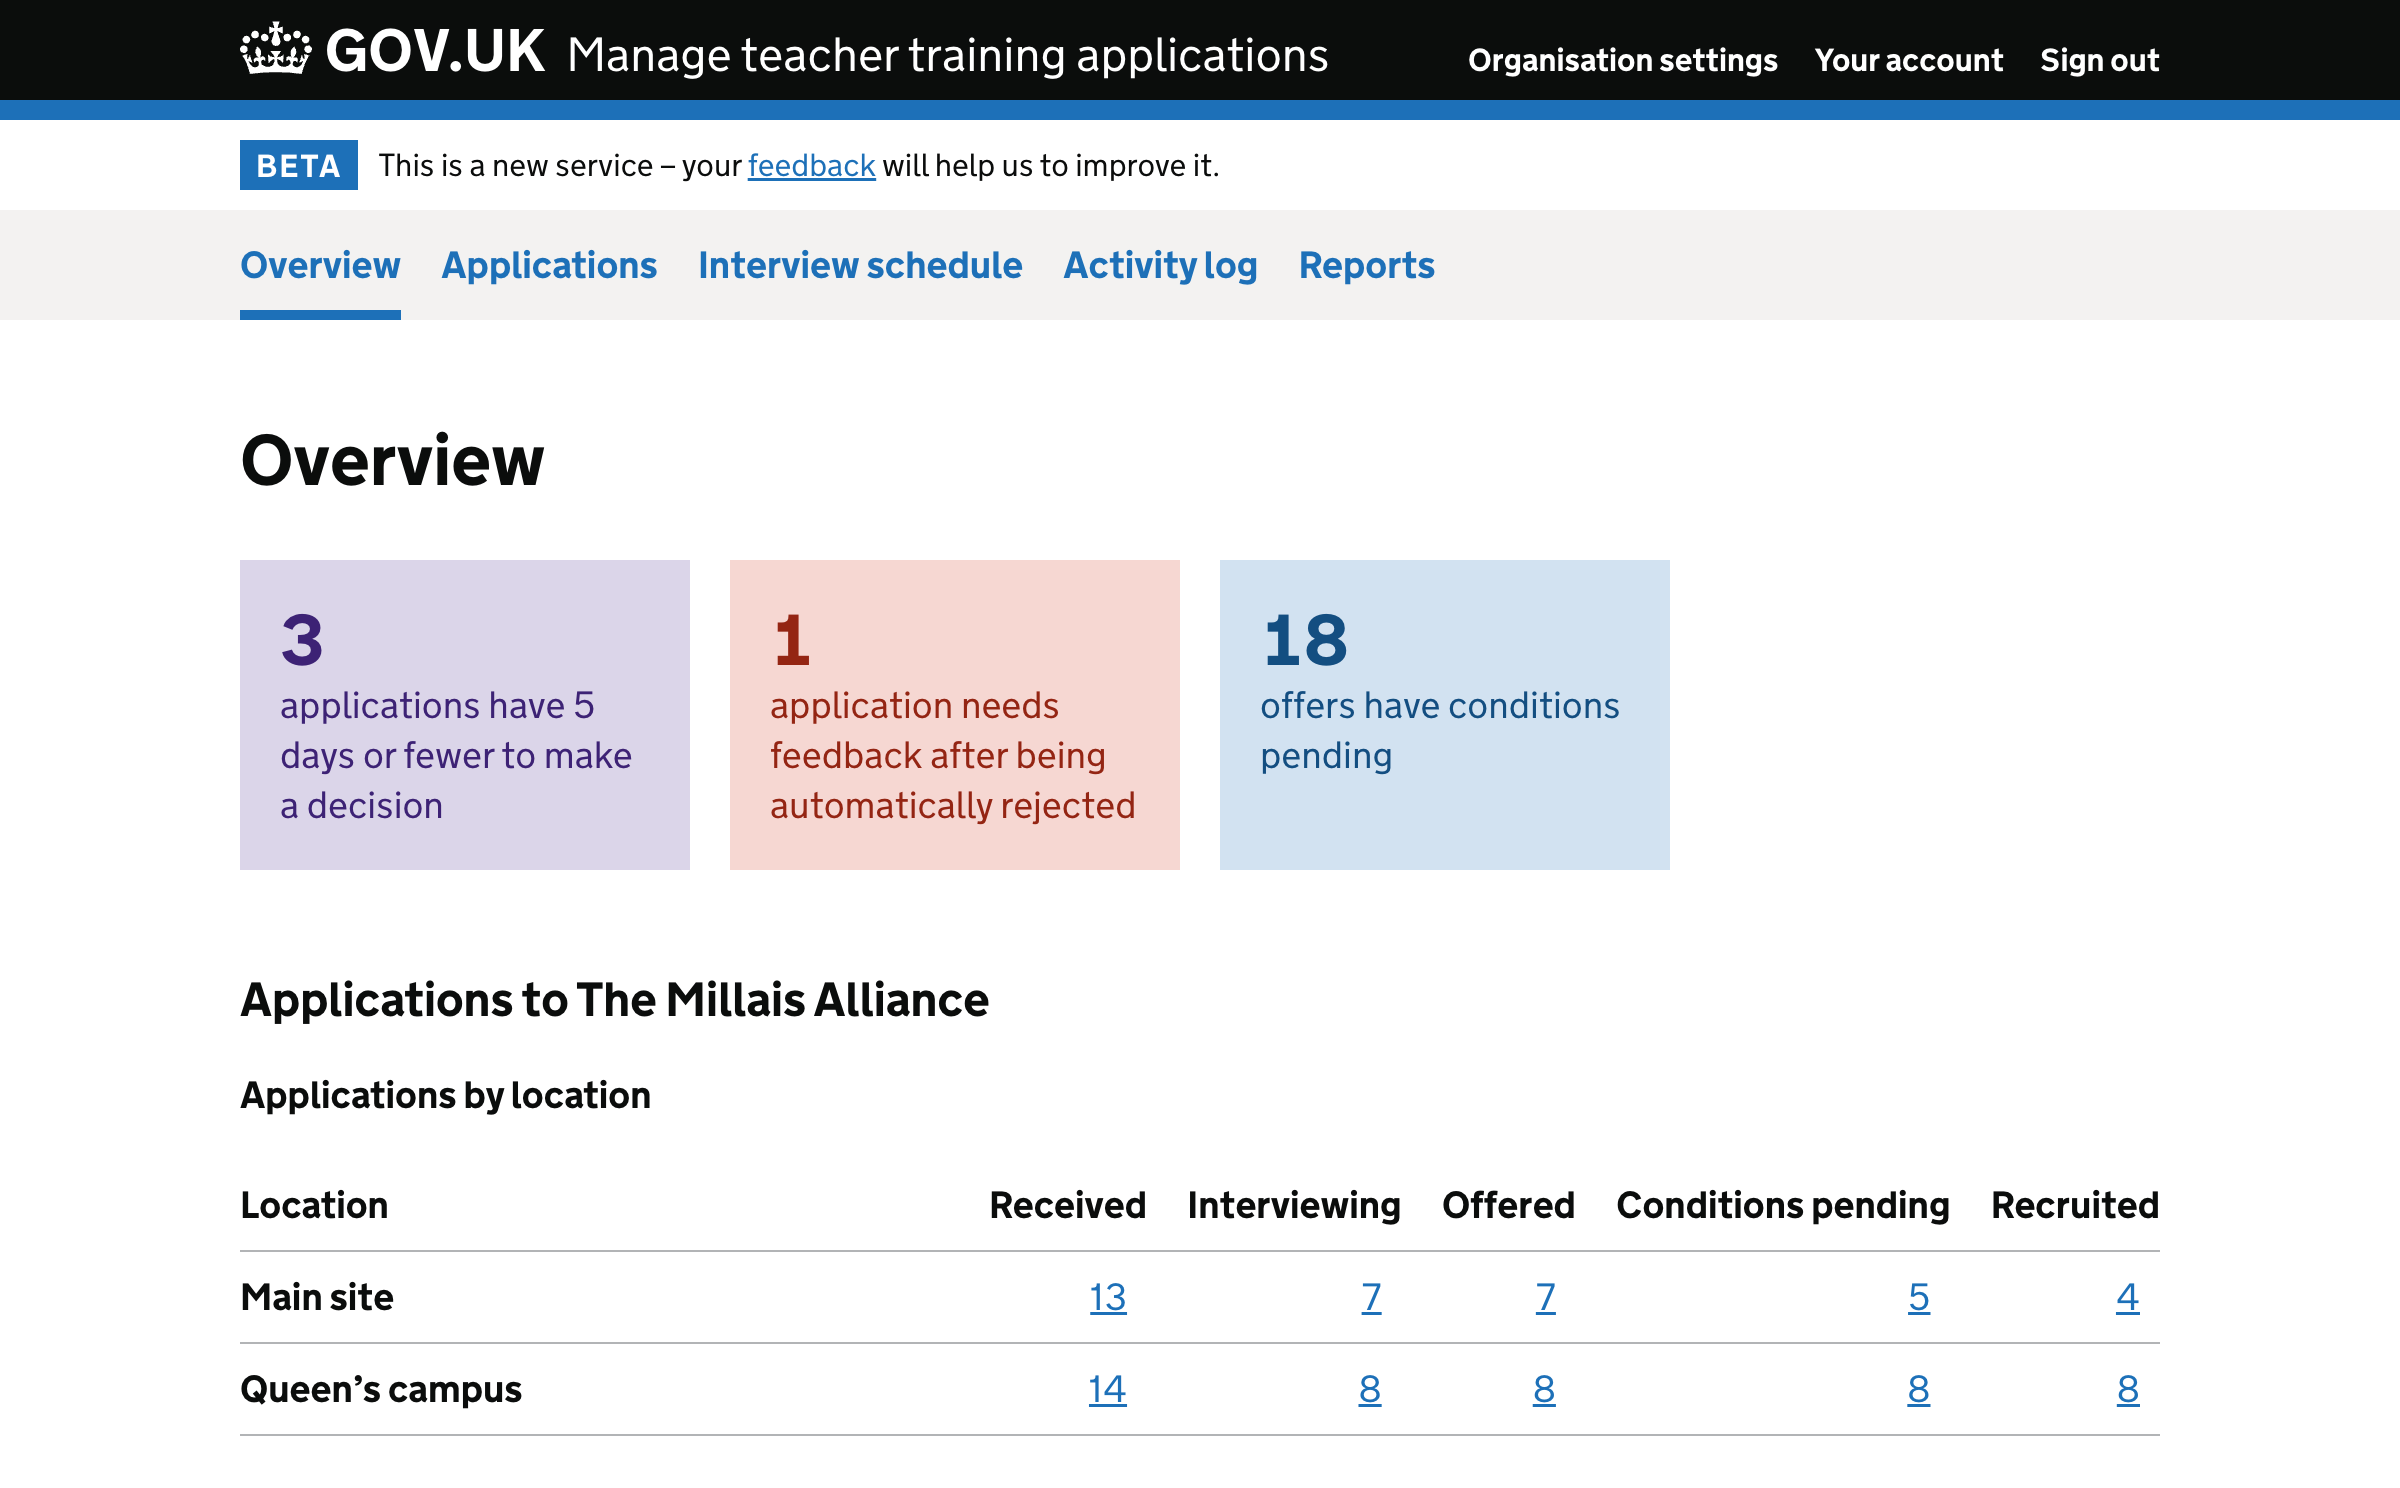 GOV.UK Manage teacher training applications Organisation settings Your account Sign out
BETA This is a new service – your feedback will help us to improve it.
Overview Applications Interview schedule Activity log Reports
Overview
3
applications have 5
days or fewer to make
a decision
1
application needs
feedback after being
automatically rejected
18
offers have conditions
pending
Applications to The Millais Alliance
Applications by location
Location Received Interviewing Offered Conditions pending Recruited
Main site 13 7 7 5 4
Queen’s campus 14 8 8 8 8